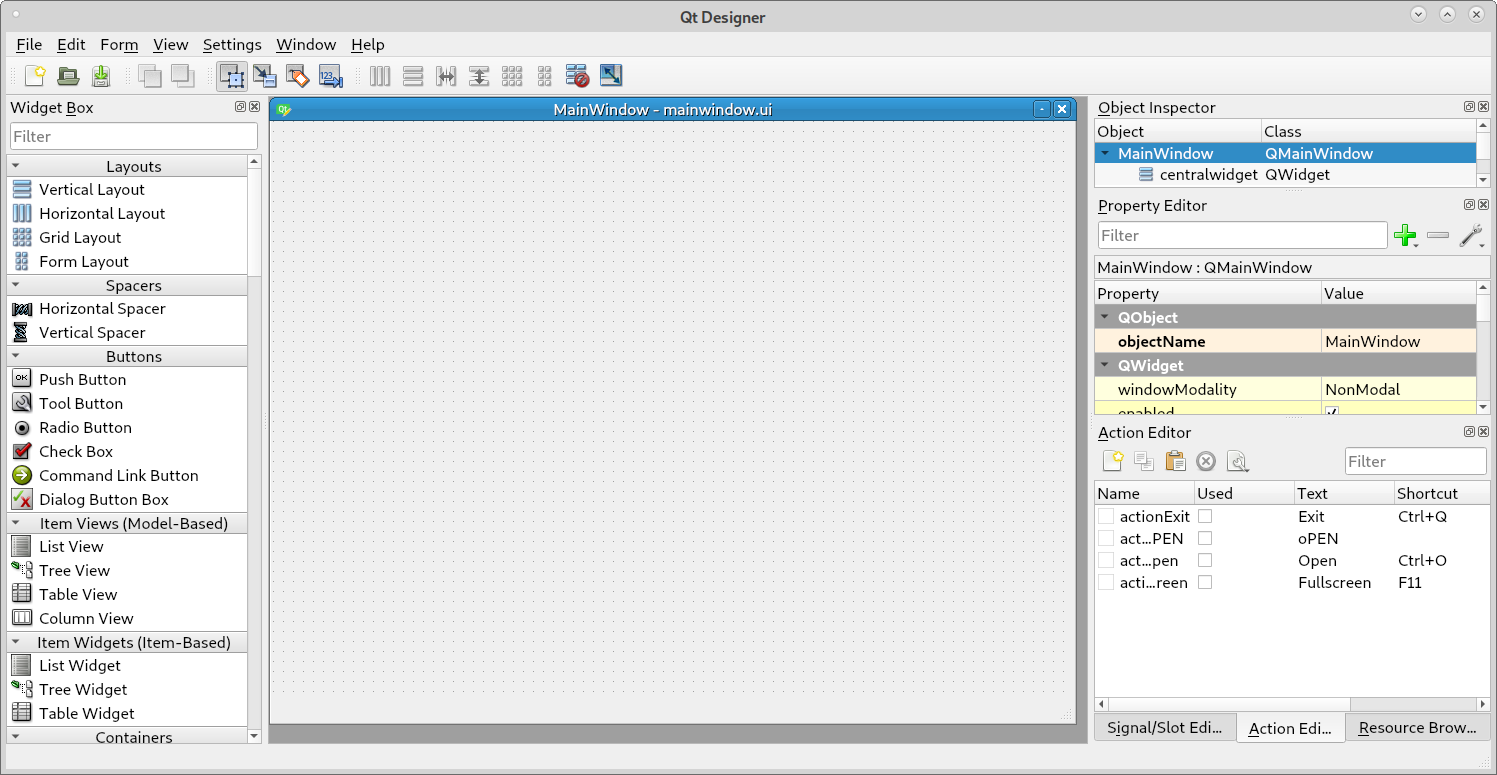 Qt Designer
File Edit Form View Settings Window Help
Widget Box
Filter
Layouts
Vertical Layout
Horizontal Layout
Grid Layout
Form Layout
Spacers
Horizontal Spacer
Vertical Spacer
Buttons
Push Button
Tool Button
Radio Button
Check Box
Command Link Button
Dialog Button Box
Item Views (Model-Based)
List View
Tree View
Table View
Column View
Item Widgets (Item-Based)
List Widget
Tree Widget
Table Widget
Containers
MainWindow - mainwindow.ui
Object Inspector
Object Class
MainWindow QMainWindow
centralwidget QWidget
Property Editor
Filter
MainWindow : QMainWindow
Property Value
QObject
objectName MainWindow
QWidget
windowModality NonModal
enabled
Action Editor
Filter
Name Used Text Shortcut
actionExit Exit Ctrl+Q
act...PEN oPEN
act...pen Open Ctrl+O
acti...reen Fullscreen F11
Signal/Slot Edi... Action Edi... Resource Brow...